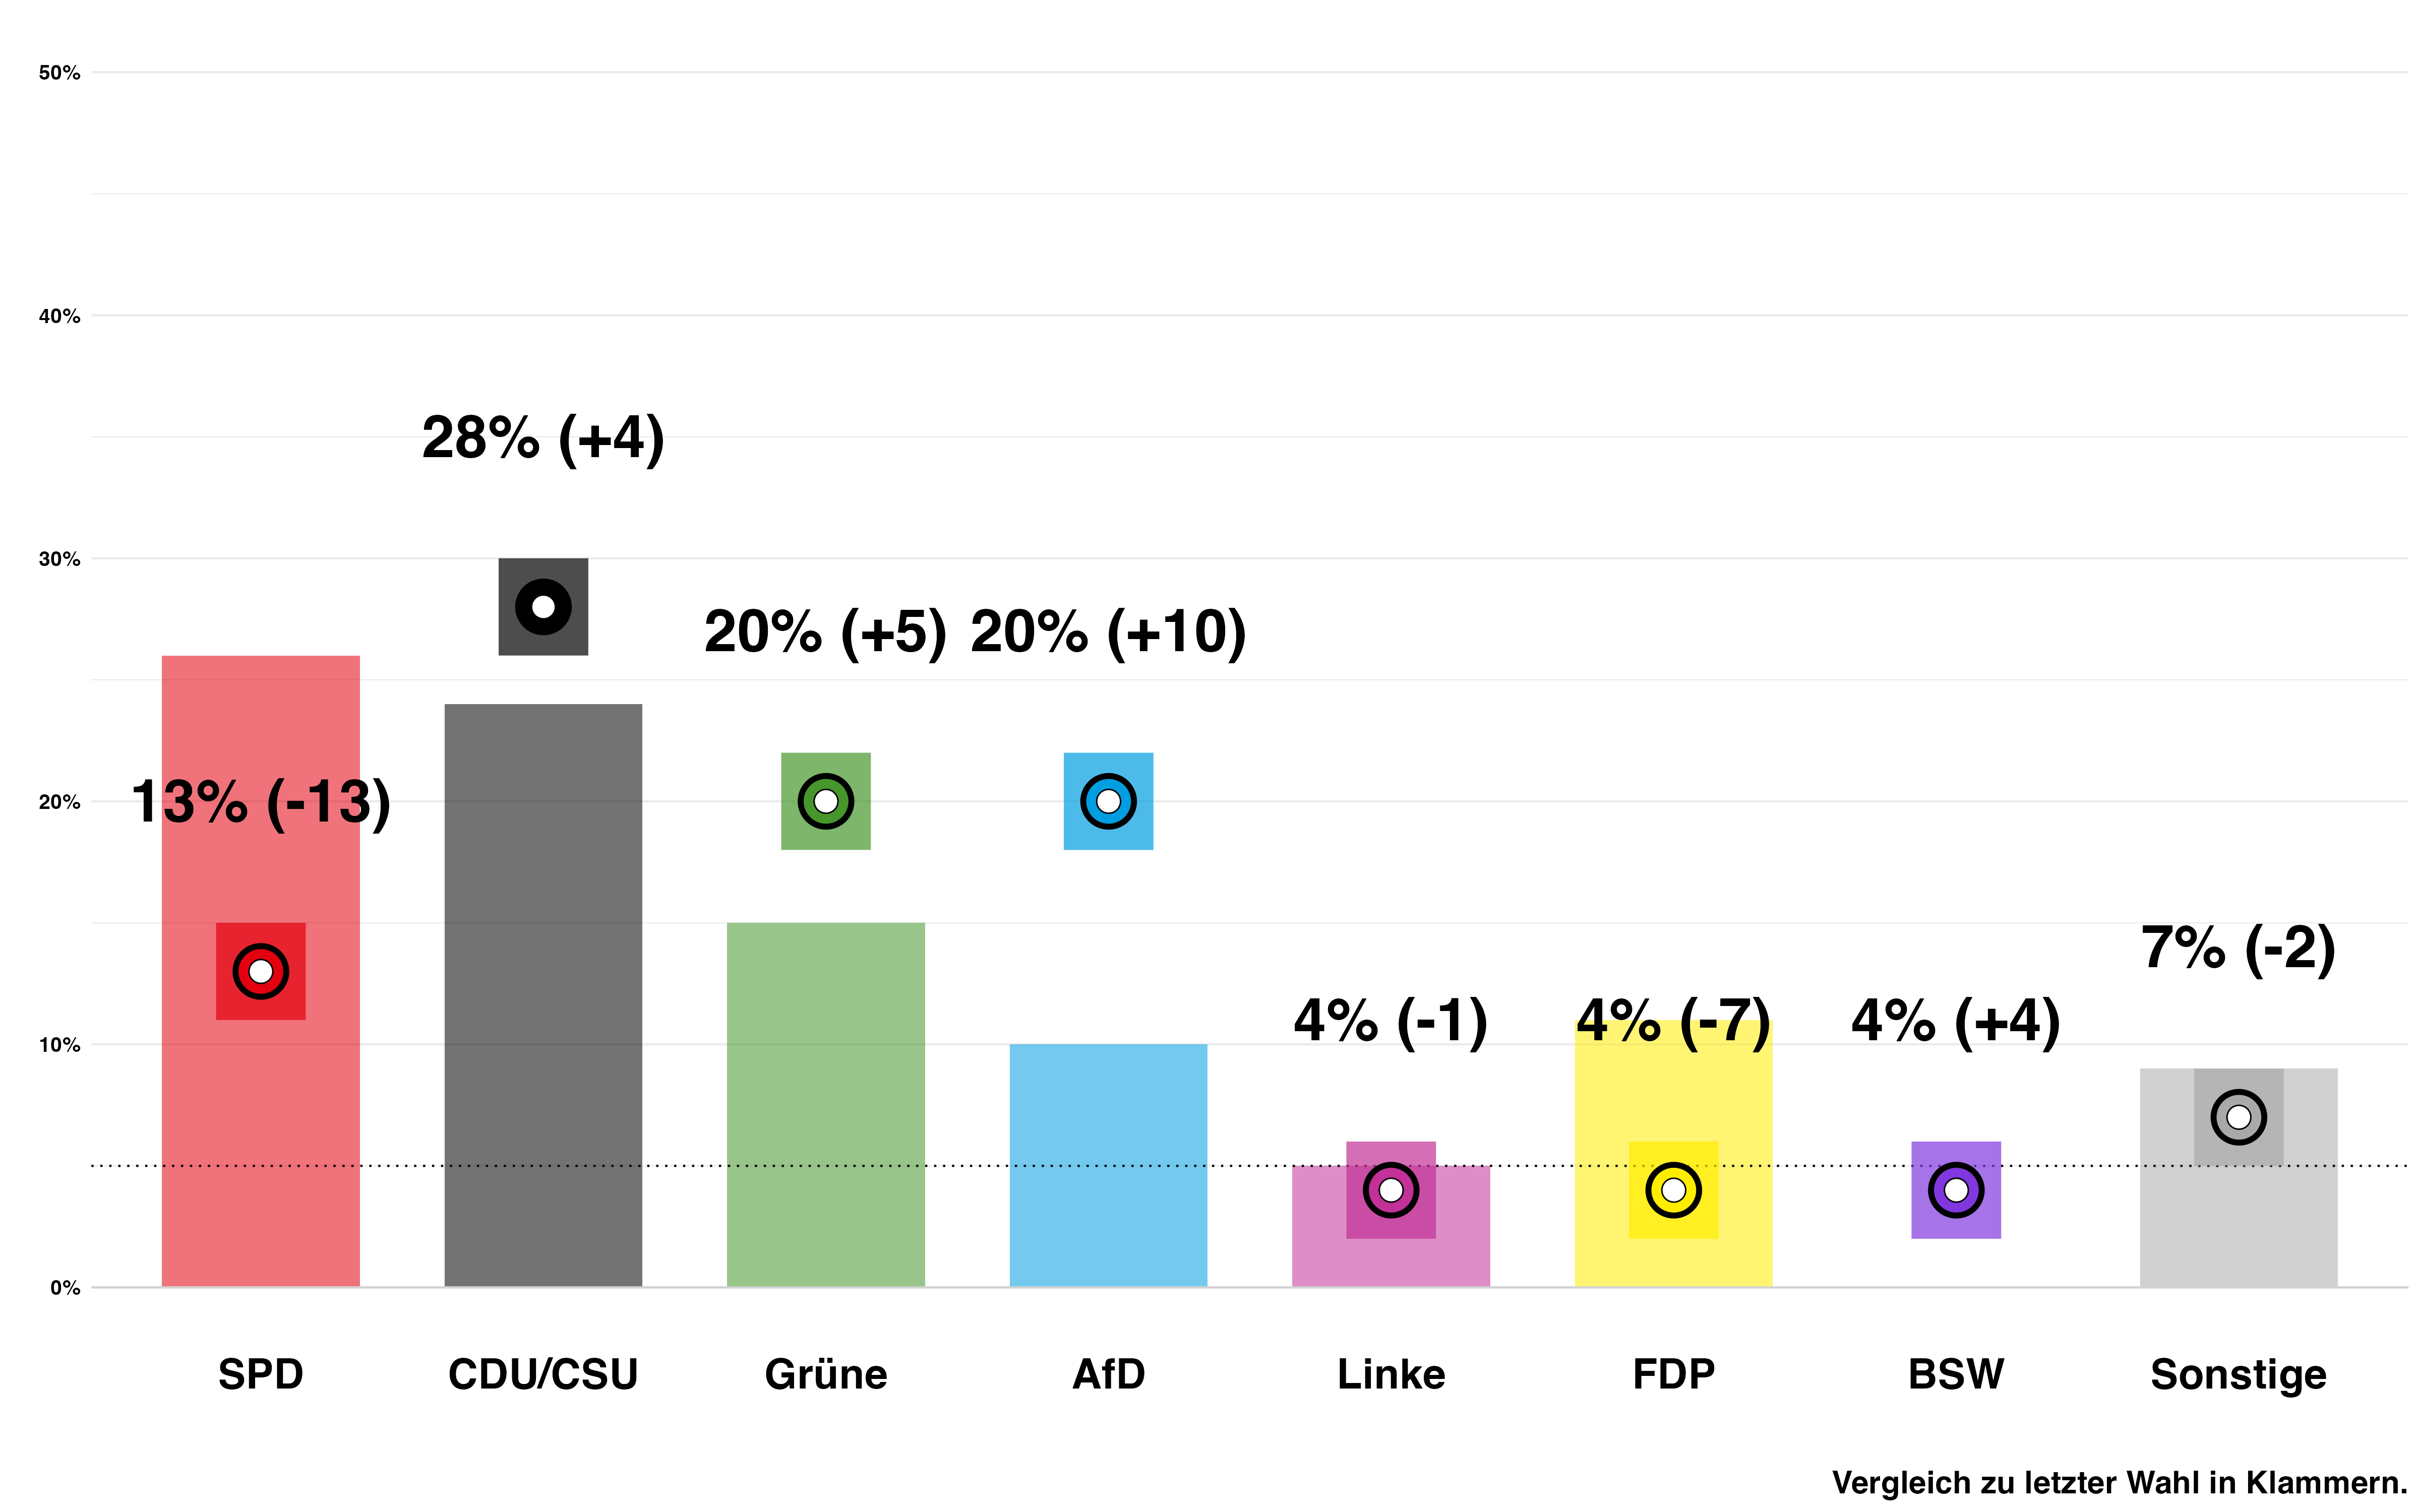 50%
40%
30%
20%
10%
0%
28% (+4)
20% (+5) 20% (+10)
13% (-13)
7% (-2)
4% (-1) 4% (-7) 4% (+4)
SPD CDU/CSU Grüne AfD Linke FDP BSW Sonstige
Vergleich zu letzter Wahl in Klammern.